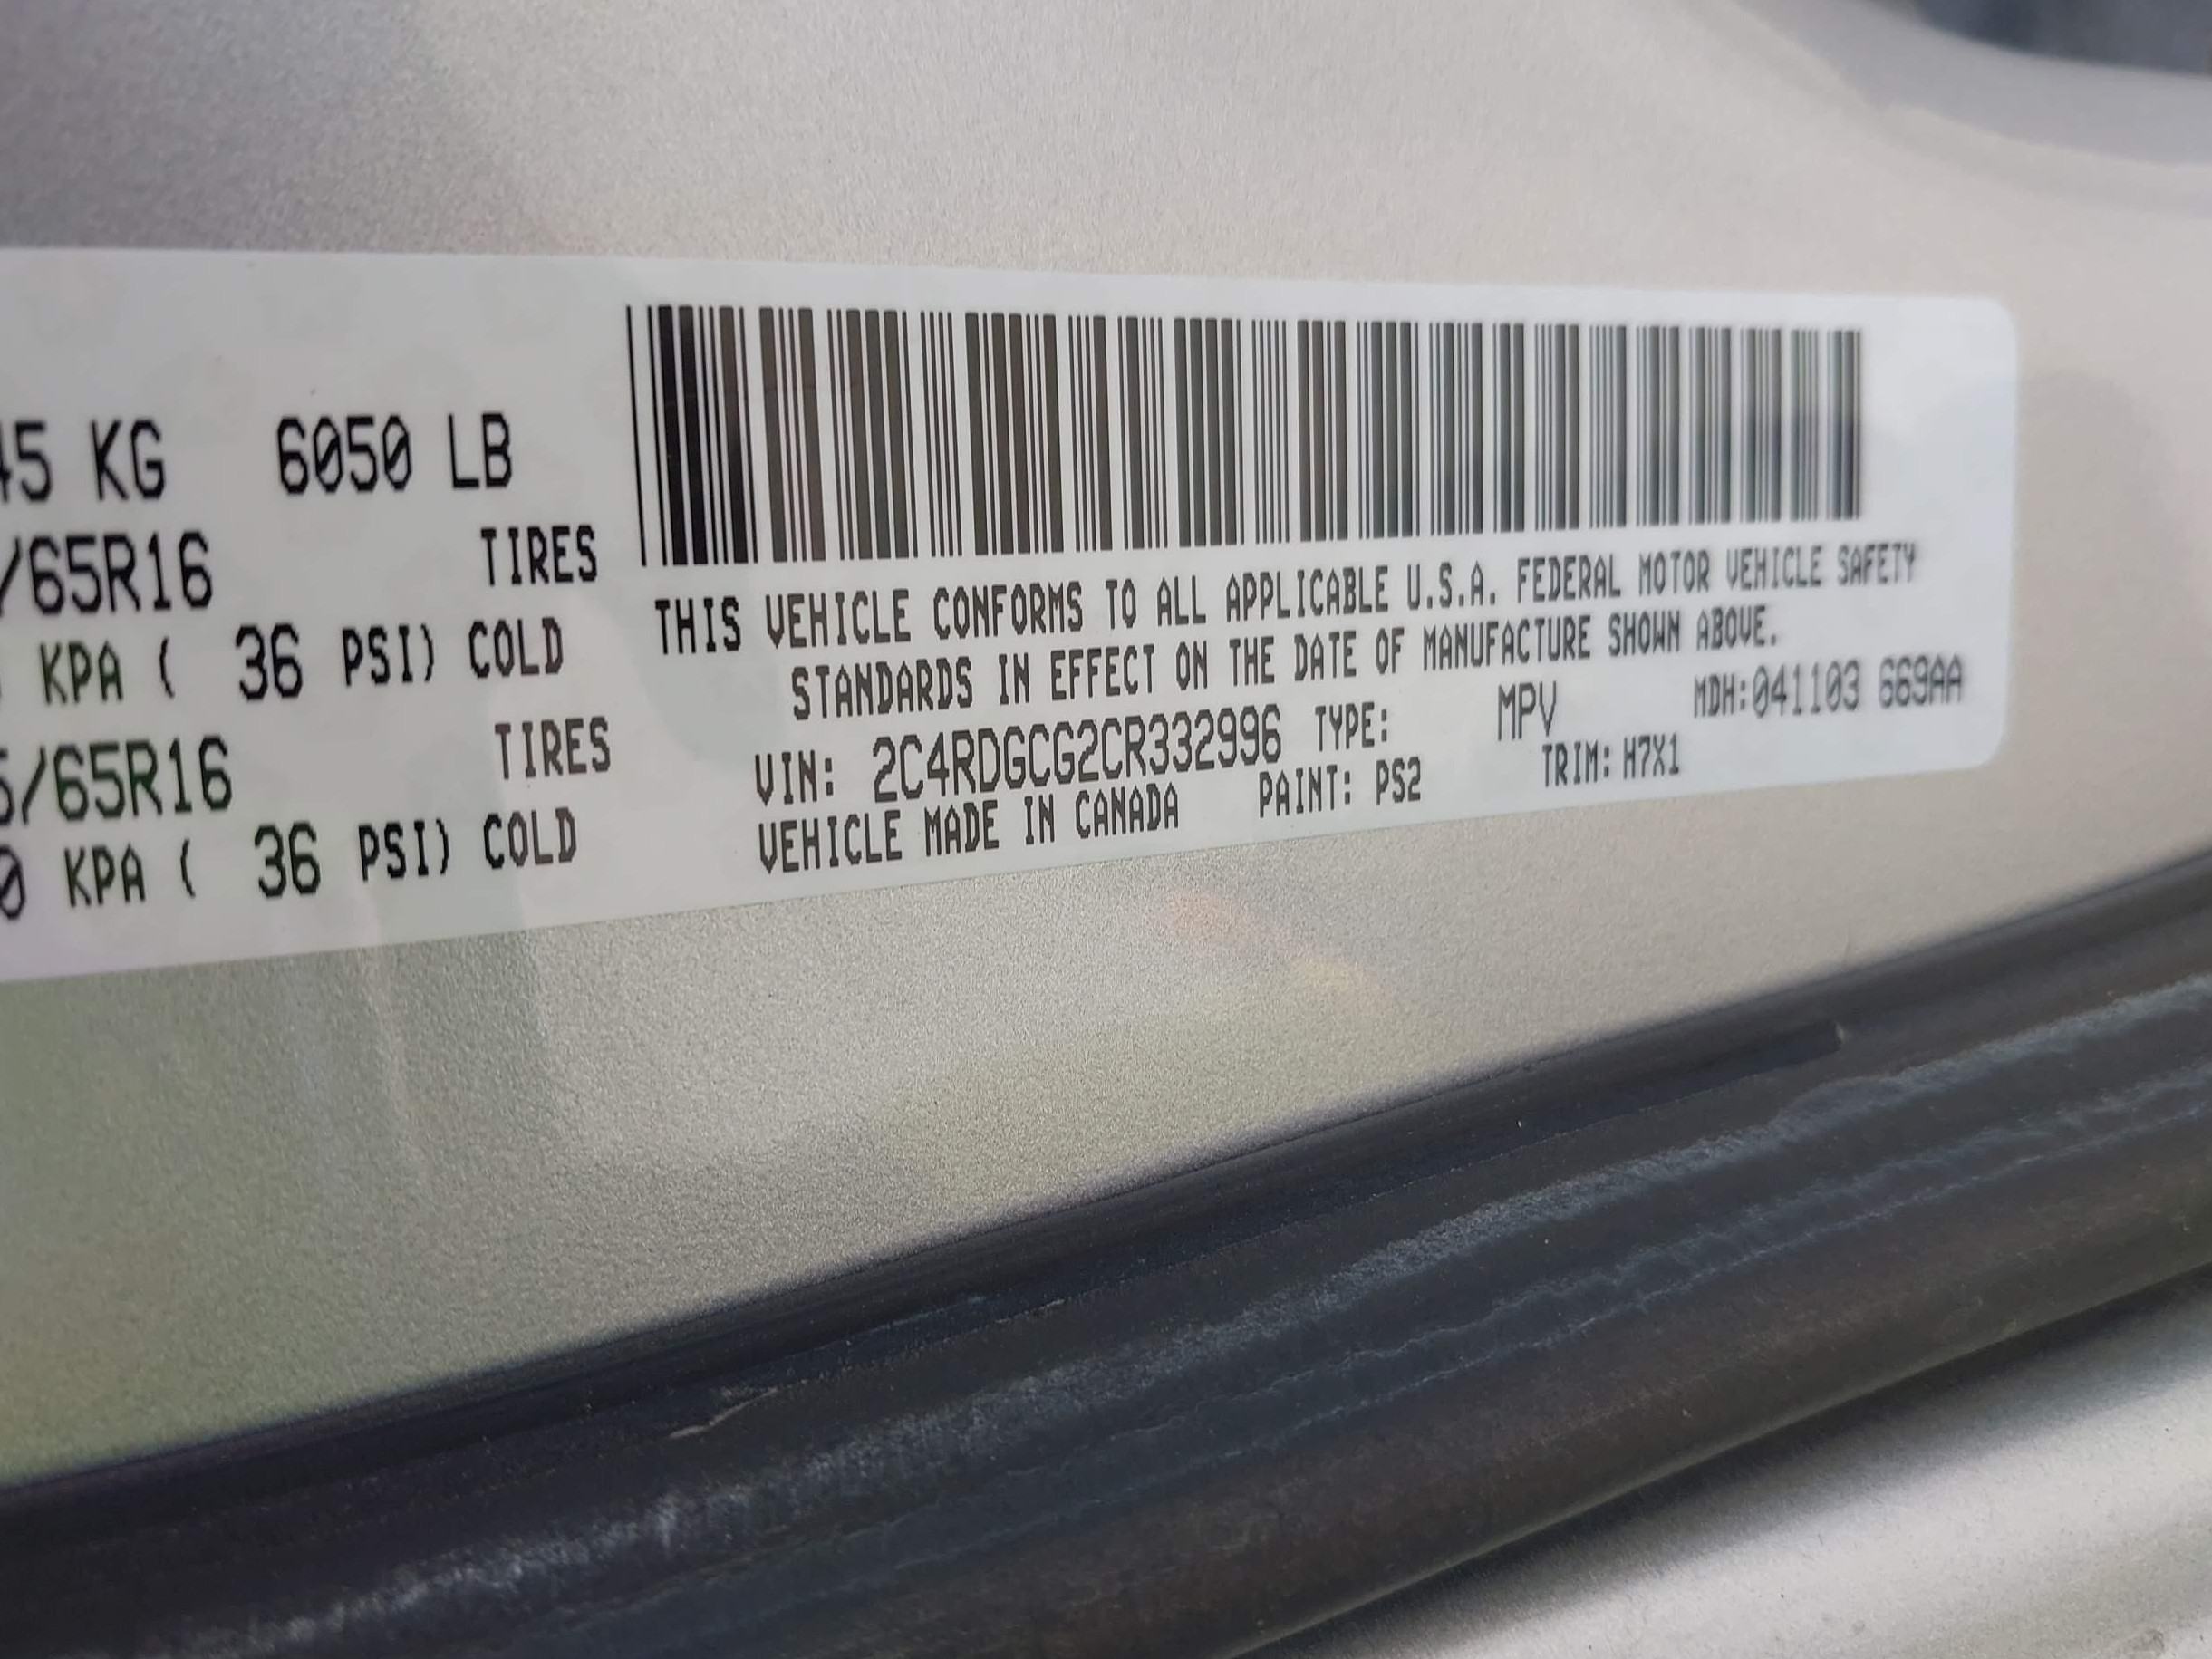 45 KG 6050 LB
/65R16 TIRES
KPA ( 36 PSI) COLD
5/65R16 TIRES
0 KPA ( 36 PSI) COLD
THIS VEHICLE CONFORMS TO ALL APPLICABLE U.S.A. FEDERAL MOTOR VEHICLE SAFETY
STANDARDS IN EFFECT ON THE DATE OF MANUFACTURE SHOWN ABOVE.
VIN: 2C4RDGCG2CR332996 TYPE: MPV MDH:041103 669AA
VEHICLE MADE IN CANADA PAINT: PS2 TRIM: H7X1